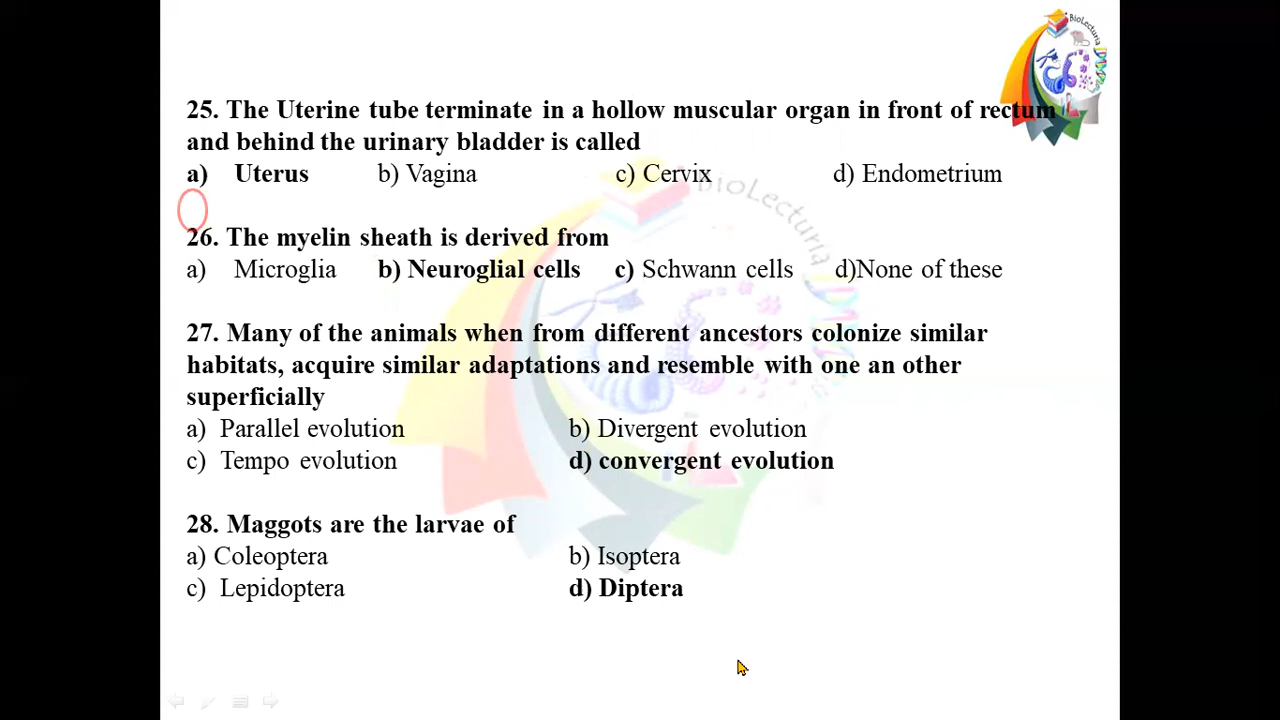 BioLecturia
25. The Uterine tube terminate in a hollow muscular organ in front of rectum
and behind the urinary bladder is called
a) Uterus b) Vagina c) Cervix d) Endometrium
BioLecturia
26. The myelin sheath is derived from
a) Microglia b) Neuroglial cells c) Schwann cells d)None of these
27. Many of the animals when from different ancestors colonize similar
habitats, acquire similar adaptations and resemble with one an other
superficially
a) Parallel evolution b) Divergent evolution
c) Tempo evolution d) convergent evolution
28. Maggots are the larvae of
a) Coleoptera b) Isoptera
c) Lepidoptera d) Diptera